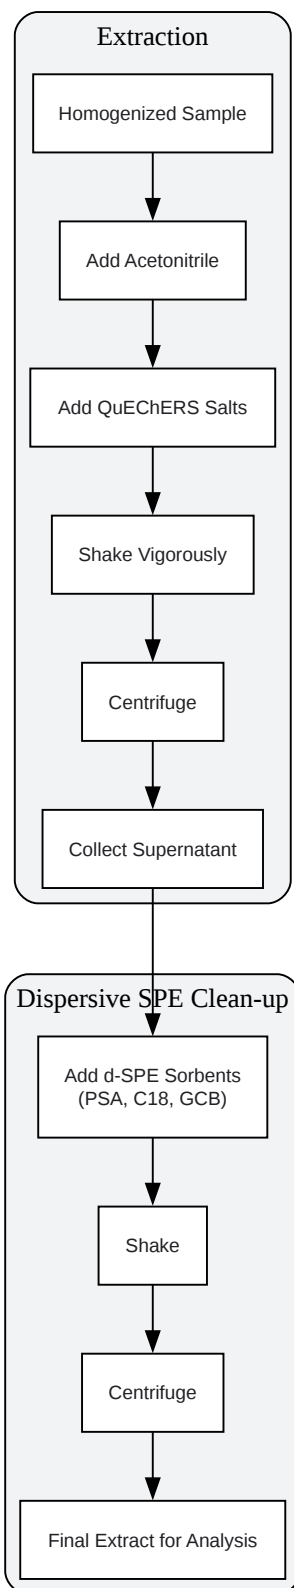 Extraction
Homogenized Sample
Add Acetonitrile
Add QuEChERS Salts
Shake Vigorously
Centrifuge
Collect Supernatant
Dispersive SPE Clean-up
Add d-SPE Sorbents
(PSA, C18, GCB)
Shake
Centrifuge
Final Extract for Analysis